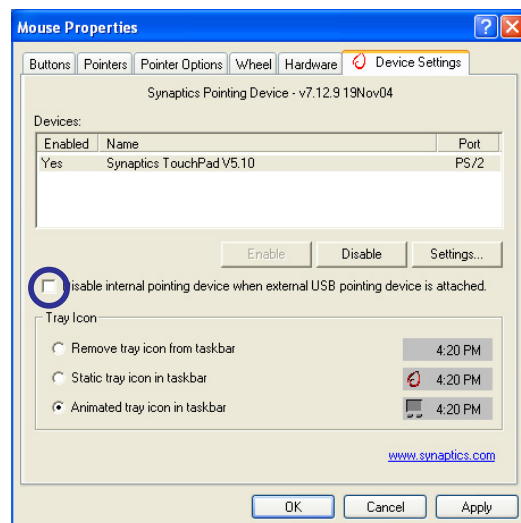 Mouse Properties
Buttons Pointers Pointer Options Wheel Hardware Device Settings
Synaptics Pointing Device - v7.12.9 19Nov04
Devices:
Enabled Name Port
Yes Synaptics TouchPad V5.10 PS/2
Enable Disable Settings...
Disable internal pointing device when external USB pointing device is attached.
Tray Icon
Remove tray icon from taskbar 4:20 PM
Static tray icon in taskbar 4:20 PM
Animated tray icon in taskbar 4:20 PM
www.synaptics.com
OK Cancel Apply